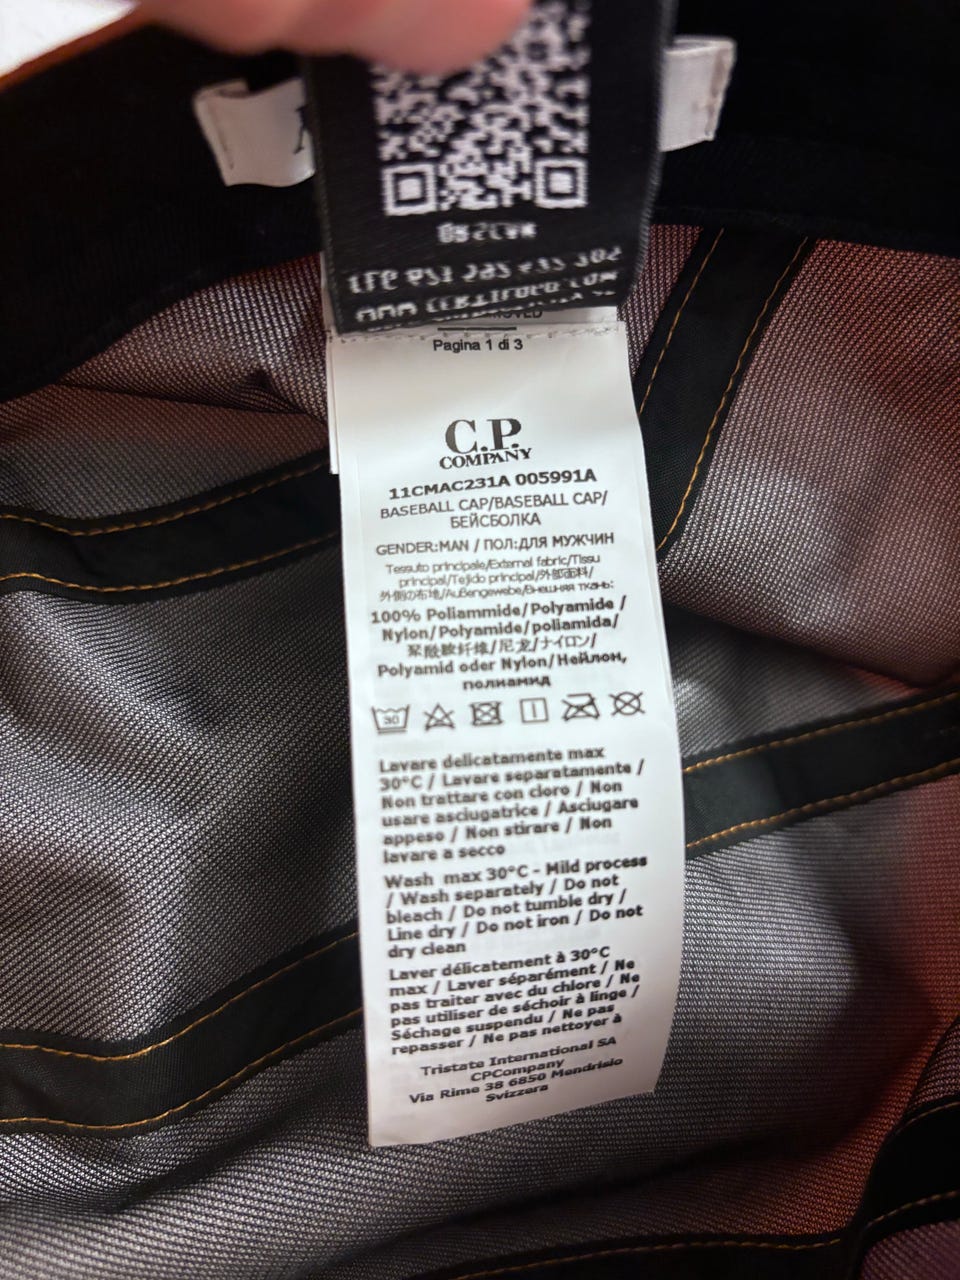 Pagina 1 di 3
C.P.
COMPANY
11CMAC231A 005991A
BASEBALL CAP/BASEBALL CAP/
БЕЙСБОЛКА
GENDER:MAN / ПОЛ:ДЛЯ МУЖЧИН
Tessuto principale/External fabric/Tissu
principal/Tejido principal/外部面料/
外側の布地/Außengewebe/Внешняя ткань:
100% Poliammide/Polyamide /
Nylon/Polyamide/poliamida/
聚酰胺纤维/尼龙/ナイロン/
Polyamid oder Nylon/Нейлон,
полиамид
30
Lavare delicatamente max
30°C / Lavare separatamente /
Non trattare con cloro / Non
usare asciugatrice / Asciugare
appeso / Non stirare / Non
lavare a secco
Wash max 30°C - Mild process
/ Wash separately / Do not
bleach / Do not tumble dry /
Line dry / Do not iron / Do not
dry clean
Laver délicatement à 30°C
max / Laver séparément / Ne
pas traiter avec du chlore / Ne
pas utiliser de séchoir à linge /
Séchage suspendu / Ne pas
repasser / Ne pas nettoyer à
Tristate International SA
CPCompany
Via Rime 38 6850 Mendrisio
Svizzera